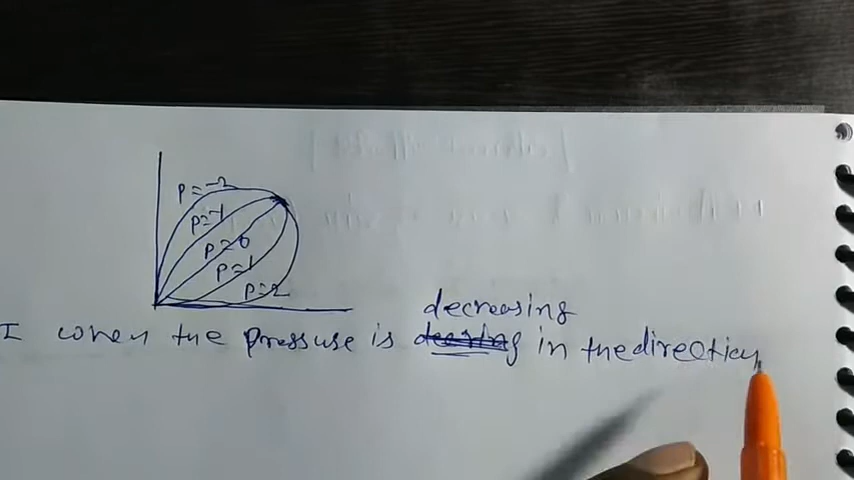 P=-2
P=-1
P=0
P=1
P=2
decreasing
I when the pressure is in the direction